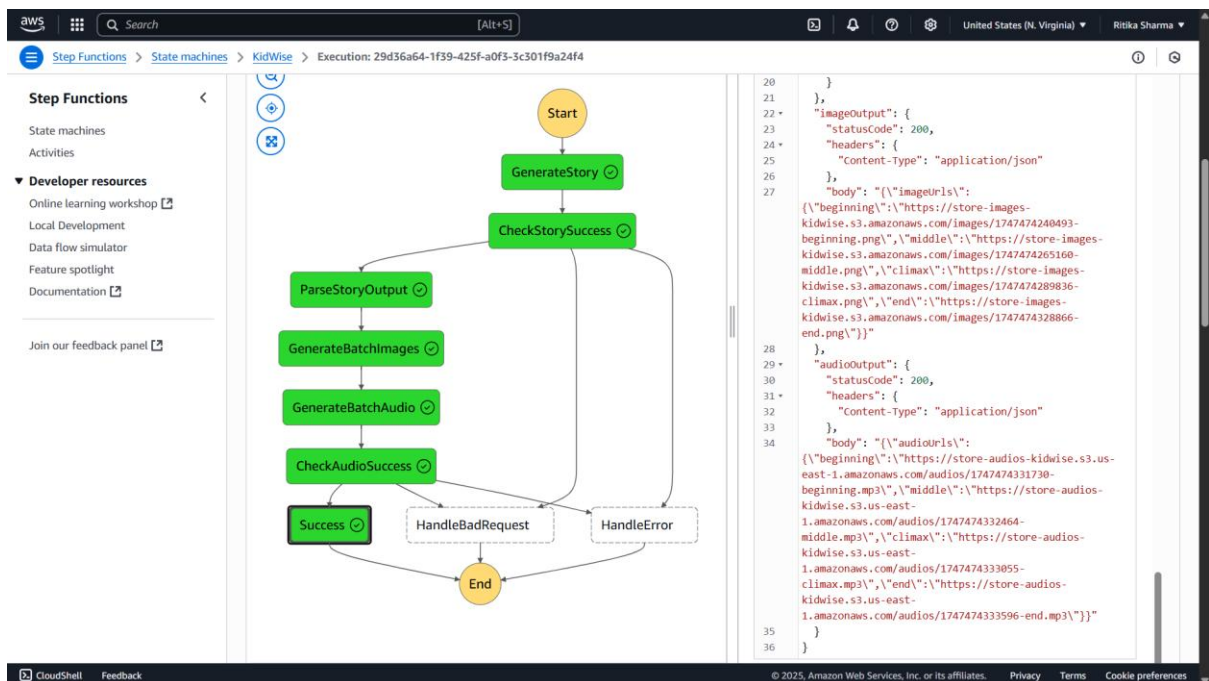 aws
Search
[Alt+S]
United States (N. Virginia)
Ritika Sharma
Step Functions > State machines > KidWise > Execution: 29d36a64-1f39-425f-a0f3-3c301f9a24f4
Step Functions
State machines
Activities
Developer resources
Online learning workshop
Local Development
Data flow simulator
Feature spotlight
Documentation
Join our feedback panel
Start
GenerateStory
CheckStorySuccess
ParseStoryOutput
GenerateBatchImages
GenerateBatchAudio
CheckAudioSuccess
Success
HandleBadRequest
HandleError
End
20 }
21 },
22 "imageOutput": {
23 "statusCode": 200,
24 "headers": {
25 "Content-Type": "application/json"
26 },
27 "body": "{\"imageUrls\":
{\"beginning\":\"https://store-images-
kidwise.s3.amazonaws.com/images/1747474240493-
beginning.png\",\"middle\":\"https://store-images-
kidwise.s3.amazonaws.com/images/1747474265160-
middle.png\",\"climax\":\"https://store-images-
kidwise.s3.amazonaws.com/images/1747474289836-
climax.png\",\"end\":\"https://store-images-
kidwise.s3.amazonaws.com/images/1747474328866-
end.png\"}}"
28 },
29 "audioOutput": {
30 "statusCode": 200,
31 "headers": {
32 "Content-Type": "application/json"
33 },
34 "body": "{\"audioUrls\":
{\"beginning\":\"https://store-audios-kidwise.s3.us-
east-1.amazonaws.com/audios/1747474331730-
beginning.mp3\",\"middle\":\"https://store-audios-
kidwise.s3.us-east-
1.amazonaws.com/audios/1747474332464-
middle.mp3\",\"climax\":\"https://store-audios-
kidwise.s3.us-east-
1.amazonaws.com/audios/1747474333055-
climax.mp3\",\"end\":\"https://store-audios-
kidwise.s3.us-east-
1.amazonaws.com/audios/1747474333596-end.mp3\"}}"
35 }
36 }
CloudShell Feedback
© 2025, Amazon Web Services, Inc. or its affiliates. Privacy Terms Cookie preferences